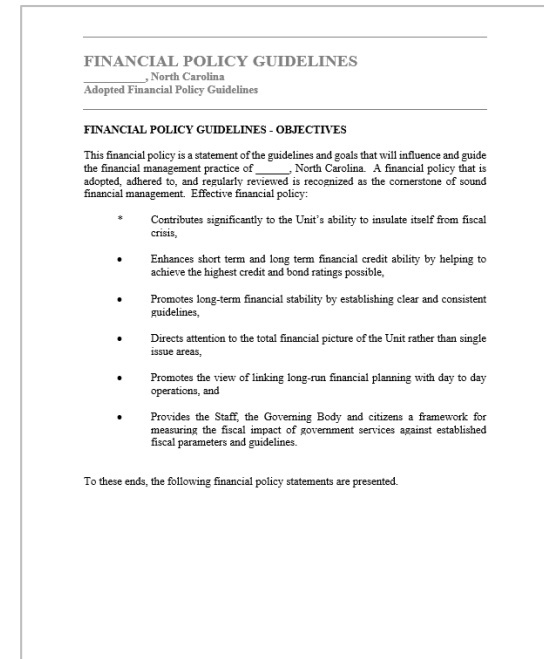 FINANCIAL POLICY GUIDELINES
___________, North Carolina
Adopted Financial Policy Guidelines
FINANCIAL POLICY GUIDELINES - OBJECTIVES
This financial policy is a statement of the guidelines and goals that will influence and guide
the financial management practice of ______, North Carolina. A financial policy that is
adopted, adhered to, and regularly reviewed is recognized as the cornerstone of sound
financial management. Effective financial policy:
* Contributes significantly to the Unit's ability to insulate itself from fiscal
crisis,
• Enhances short term and long term financial credit ability by helping to
achieve the highest credit and bond ratings possible,
• Promotes long-term financial stability by establishing clear and consistent
guidelines,
• Directs attention to the total financial picture of the Unit rather than single
issue areas,
• Promotes the view of linking long-run financial planning with day to day
operations, and
• Provides the Staff, the Governing Body and citizens a framework for
measuring the fiscal impact of government services against established
fiscal parameters and guidelines.
To these ends, the following financial policy statements are presented.